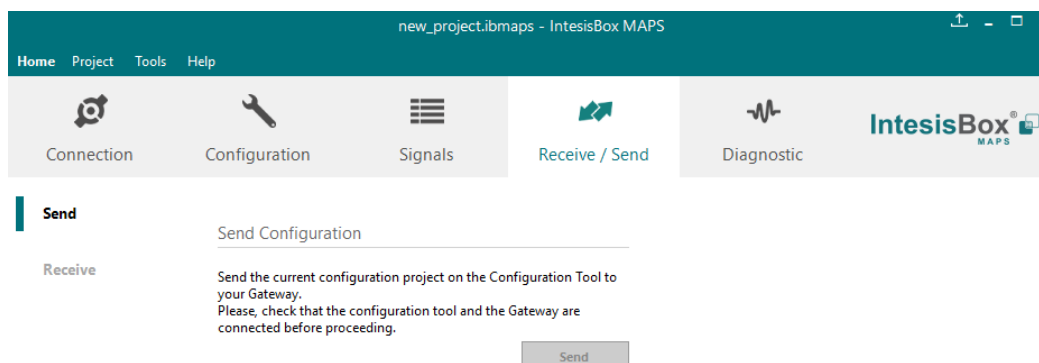 new_project.ibmaps - IntesisBox MAPS
Home Project Tools Help
Connection Configuration Signals Receive / Send Diagnostic
IntesisBox®
MAPS
Send
Send Configuration
Receive
Send the current configuration project on the Configuration Tool to
your Gateway.
Please, check that the configuration tool and the Gateway are
connected before proceeding.
Send